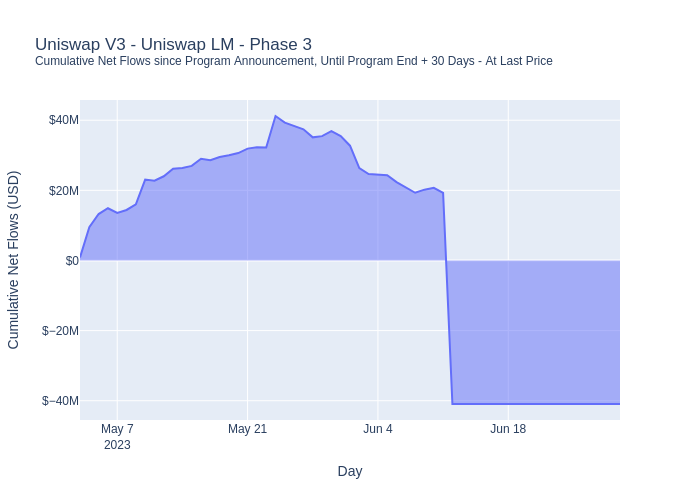 Uniswap V3 - Uniswap LM - Phase 3
Cumulative Net Flows since Program Announcement, Until Program End + 30 Days - At Last Price
Cumulative Net Flows (USD)
$40M
$20M
$0
$−20M
$−40M
May 7
2023
May 21
Jun 4
Jun 18
Day